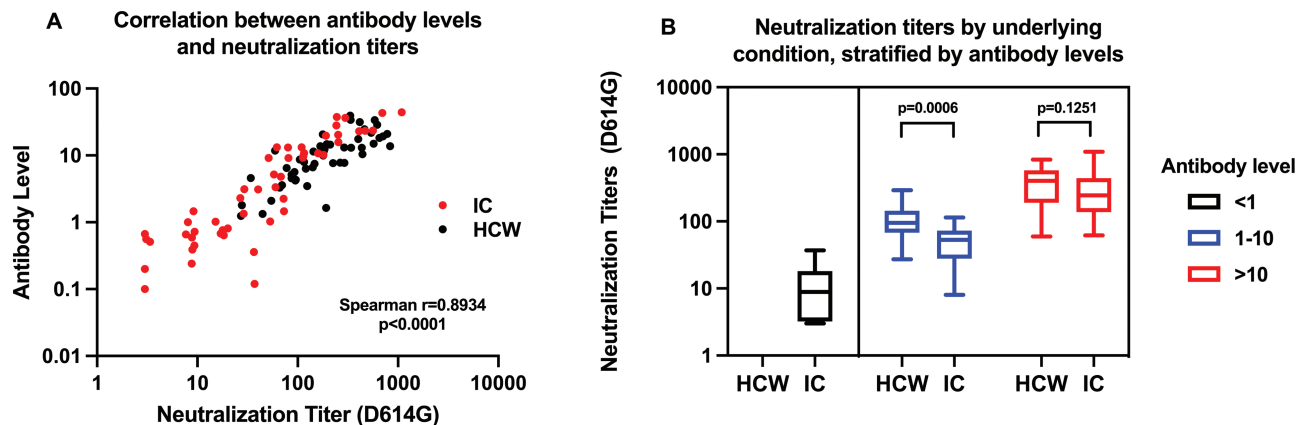 A
Correlation between antibody levels
and neutralization titers
Antibody Level
100
10
1
0.1
0.01
IC
HCW
Spearman r=0.8934
p<0.0001
1 10 100 1000 10000
Neutralization Titer (D614G)
B
Neutralization titers by underlying
condition, stratified by antibody levels
Neutralization Titers (D614G)
10000
1000
100
10
1
p=0.0006 p=0.1251
HCW IC HCW IC HCW IC
Antibody level
<1
1-10
>10